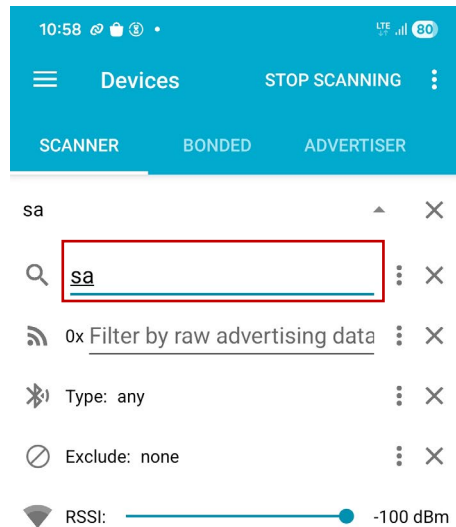 10:58 LTE 80
Devices STOP SCANNING
SCANNER BONDED ADVERTISER
sa
sa
0x Filter by raw advertising data
Type: any
Exclude: none
RSSI: -100 dBm